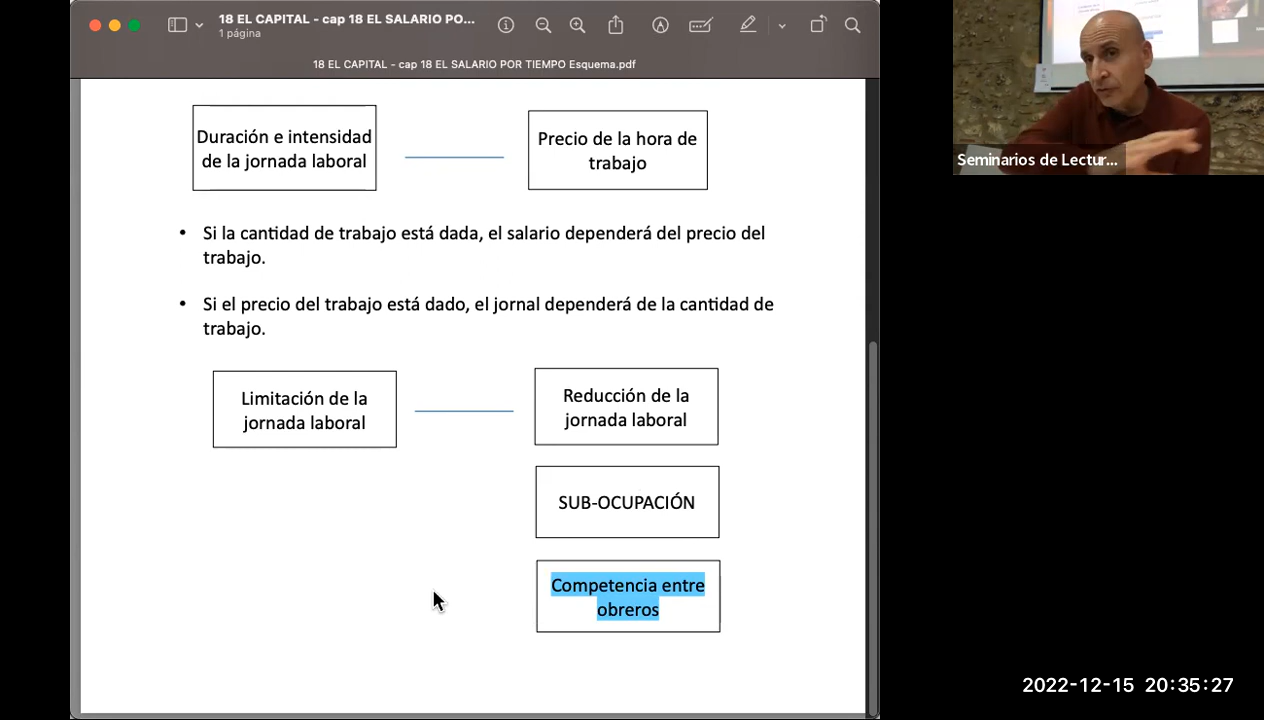 18 EL CAPITAL - cap 18 EL SALARIO PO...
1 página
18 EL CAPITAL - cap 18 EL SALARIO POR TIEMPO Esquema.pdf
Duración e intensidad
de la jornada laboral
Precio de la hora de
trabajo
• Si la cantidad de trabajo está dada, el salario dependerá del precio del
trabajo.
• Si el precio del trabajo está dado, el jornal dependerá de la cantidad de
trabajo.
Limitación de la
jornada laboral
Reducción de la
jornada laboral
SUB-OCUPACIÓN
Competencia entre
obreros
Seminarios de Lectur...
2022-12-15 20:35:27